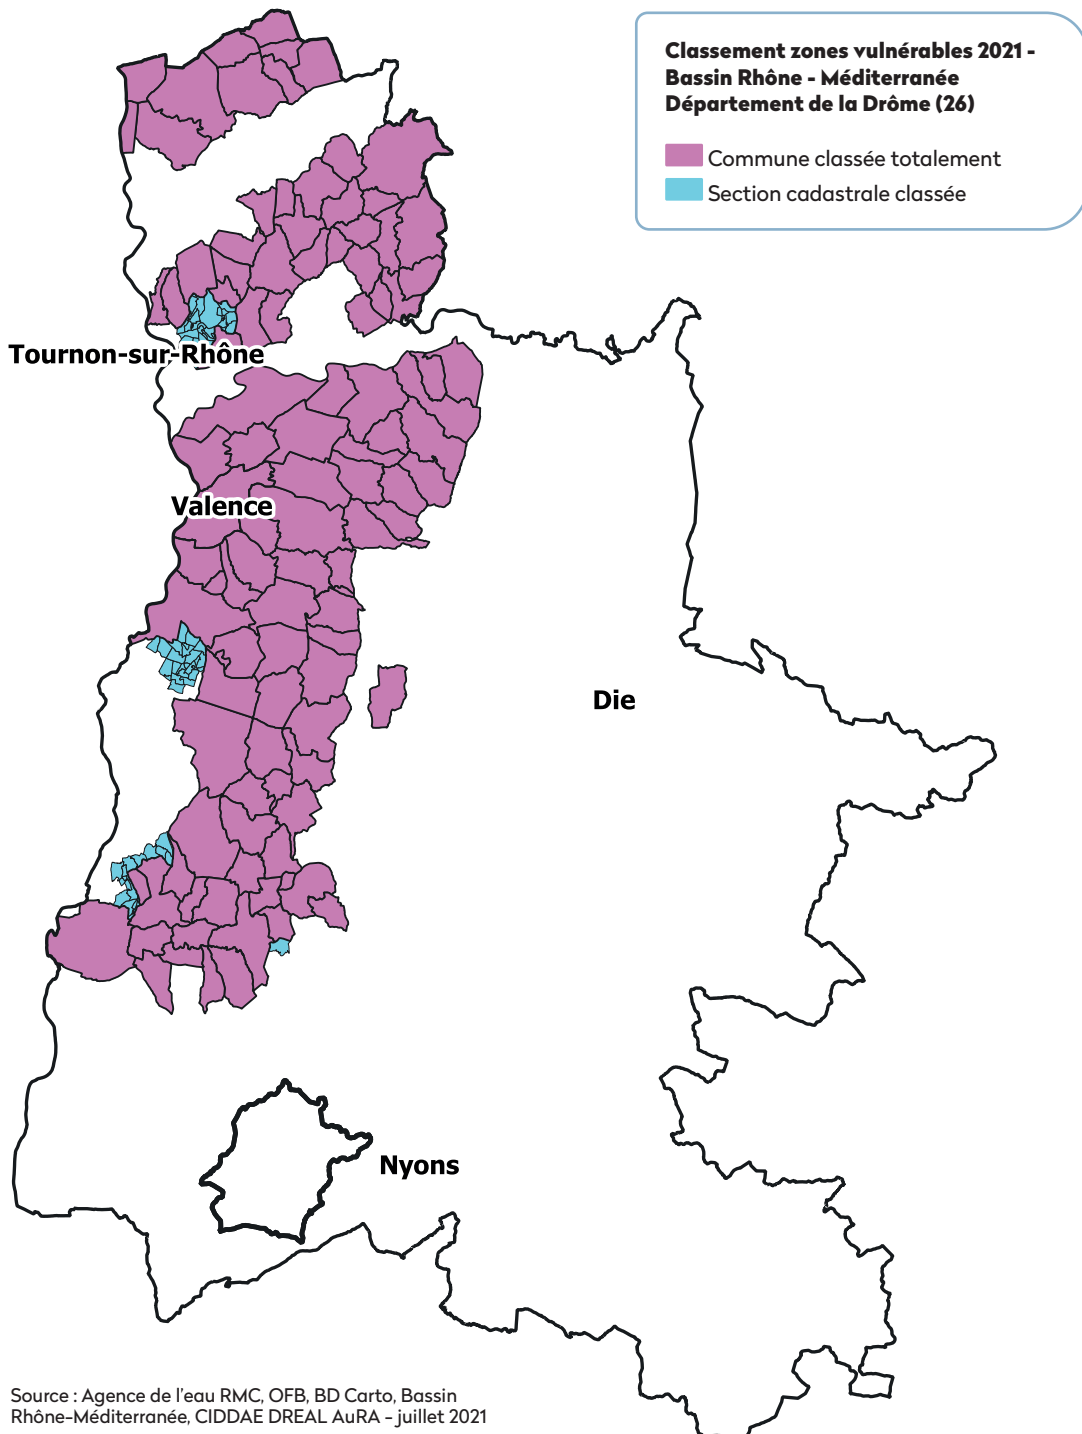 Classement zones vulnérables 2021 -
Bassin Rhône - Méditerranée
Département de la Drôme (26)
Commune classée totalement
Section cadastrale classée
Tournon-sur-Rhône
Valence
Die
Nyons
Source : Agence de l'eau RMC, OFB, BD Carto, Bassin
Rhône-Méditerranée, CIDDAE DREAL AuRA - juillet 2021